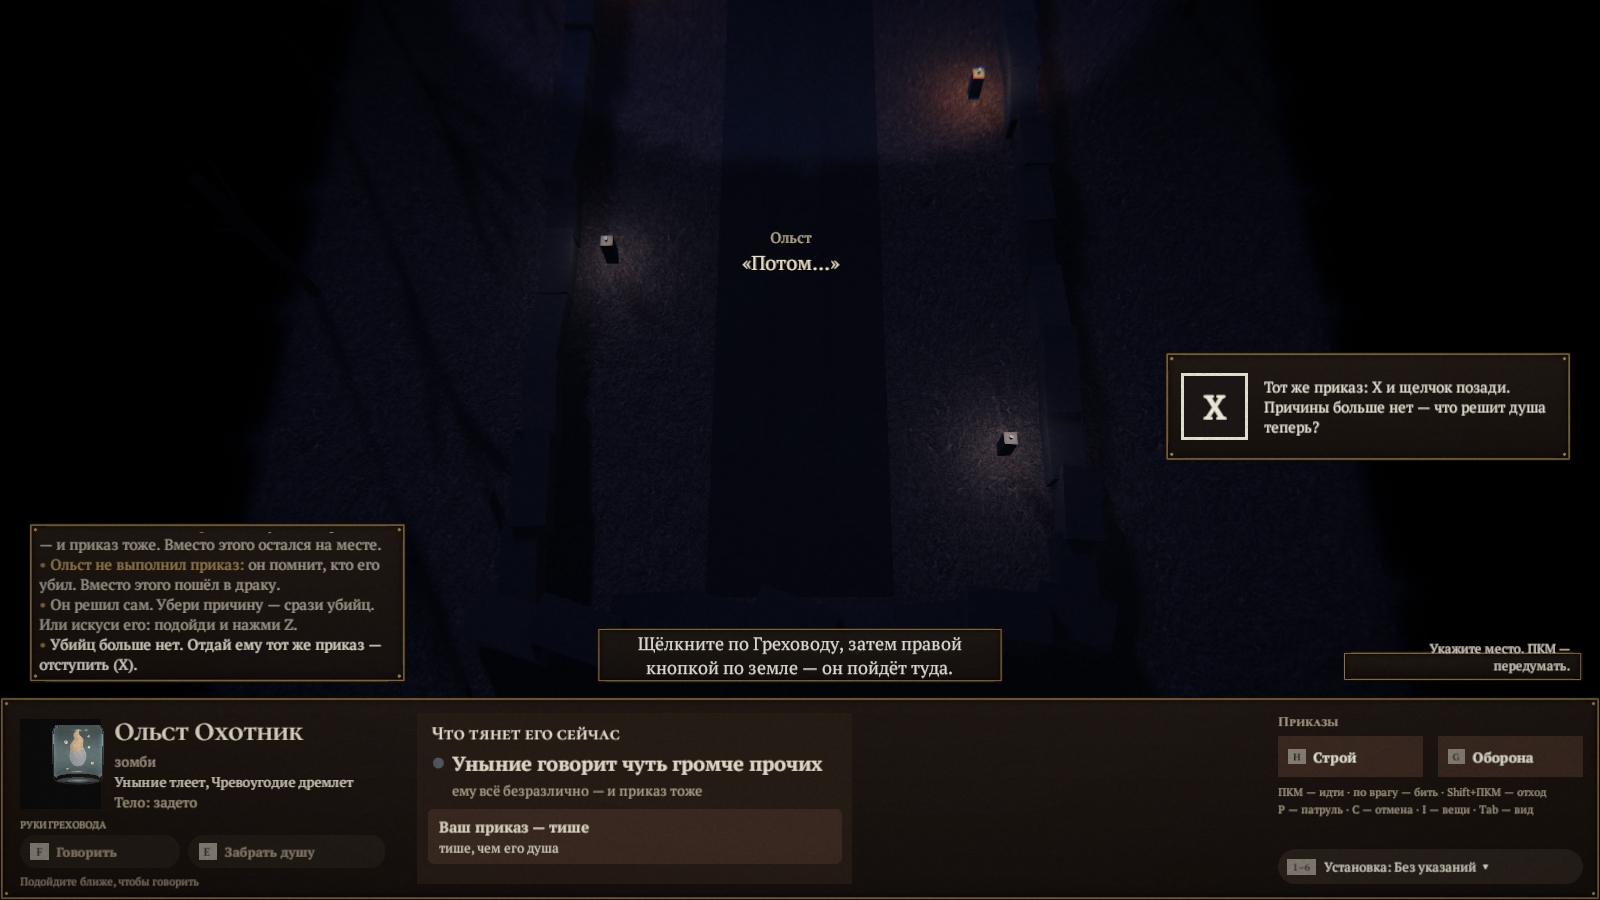 Ольст
«Потом...»
X
Тот же приказ: X и щелчок позади.
Причины больше нет — что решит душа
теперь?
— и приказ тоже. Вместо этого остался на месте.
• Ольст не выполнил приказ: он помнит, кто его
убил. Вместо этого пошёл в драку.
• Он решил сам. Убери причину — срази убийц.
Или искуси его: подойди и нажми Z.
• Убийц больше нет. Отдай ему тот же приказ —
отступить (X).
Щёлкните по Греховоду, затем правой
кнопкой по земле — он пойдёт туда.
Укажите место. ПКМ —
передумать.
Ольст Охотник
зомби
Уныние тлеет, Чревоугодие дремлет
Тело: задето
РУКИ ГРЕХОВОДА
F Говорить
E Забрать душу
Подойдите ближе, чтобы говорить
Что тянет его сейчас
Уныние говорит чуть громче прочих
ему всё безразлично — и приказ тоже
Ваш приказ — тише
тише, чем его душа
Приказы
H Строй
G Оборона
ПКМ — идти · по врагу — бить · Shift+ПКМ — отход
P — патруль · C — отмена · I — вещи · Tab — вид
1–6 Установка: Без указаний ▾